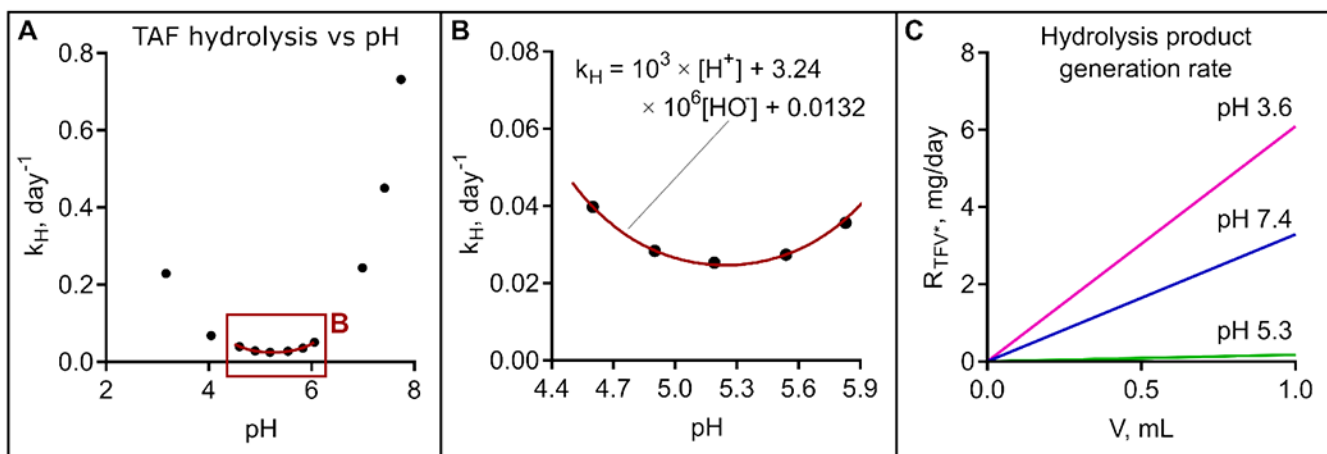 A
TAF hydrolysis vs pH
0.8
0.6
0.4
0.2
0.0
k_H, day⁻¹
B
2
4
6
8
pH
B
k_H = 10³ × [H⁺] + 3.24
× 10⁶[HO⁻] + 0.0132
0.08
0.06
0.04
0.02
0.00
k_H, day⁻¹
4.4
4.7
5.0
5.3
5.6
5.9
pH
C
Hydrolysis product
generation rate
8
6
4
2
0
R_TFV*, mg/day
pH 3.6
pH 7.4
pH 5.3
0.0
0.5
1.0
V, mL